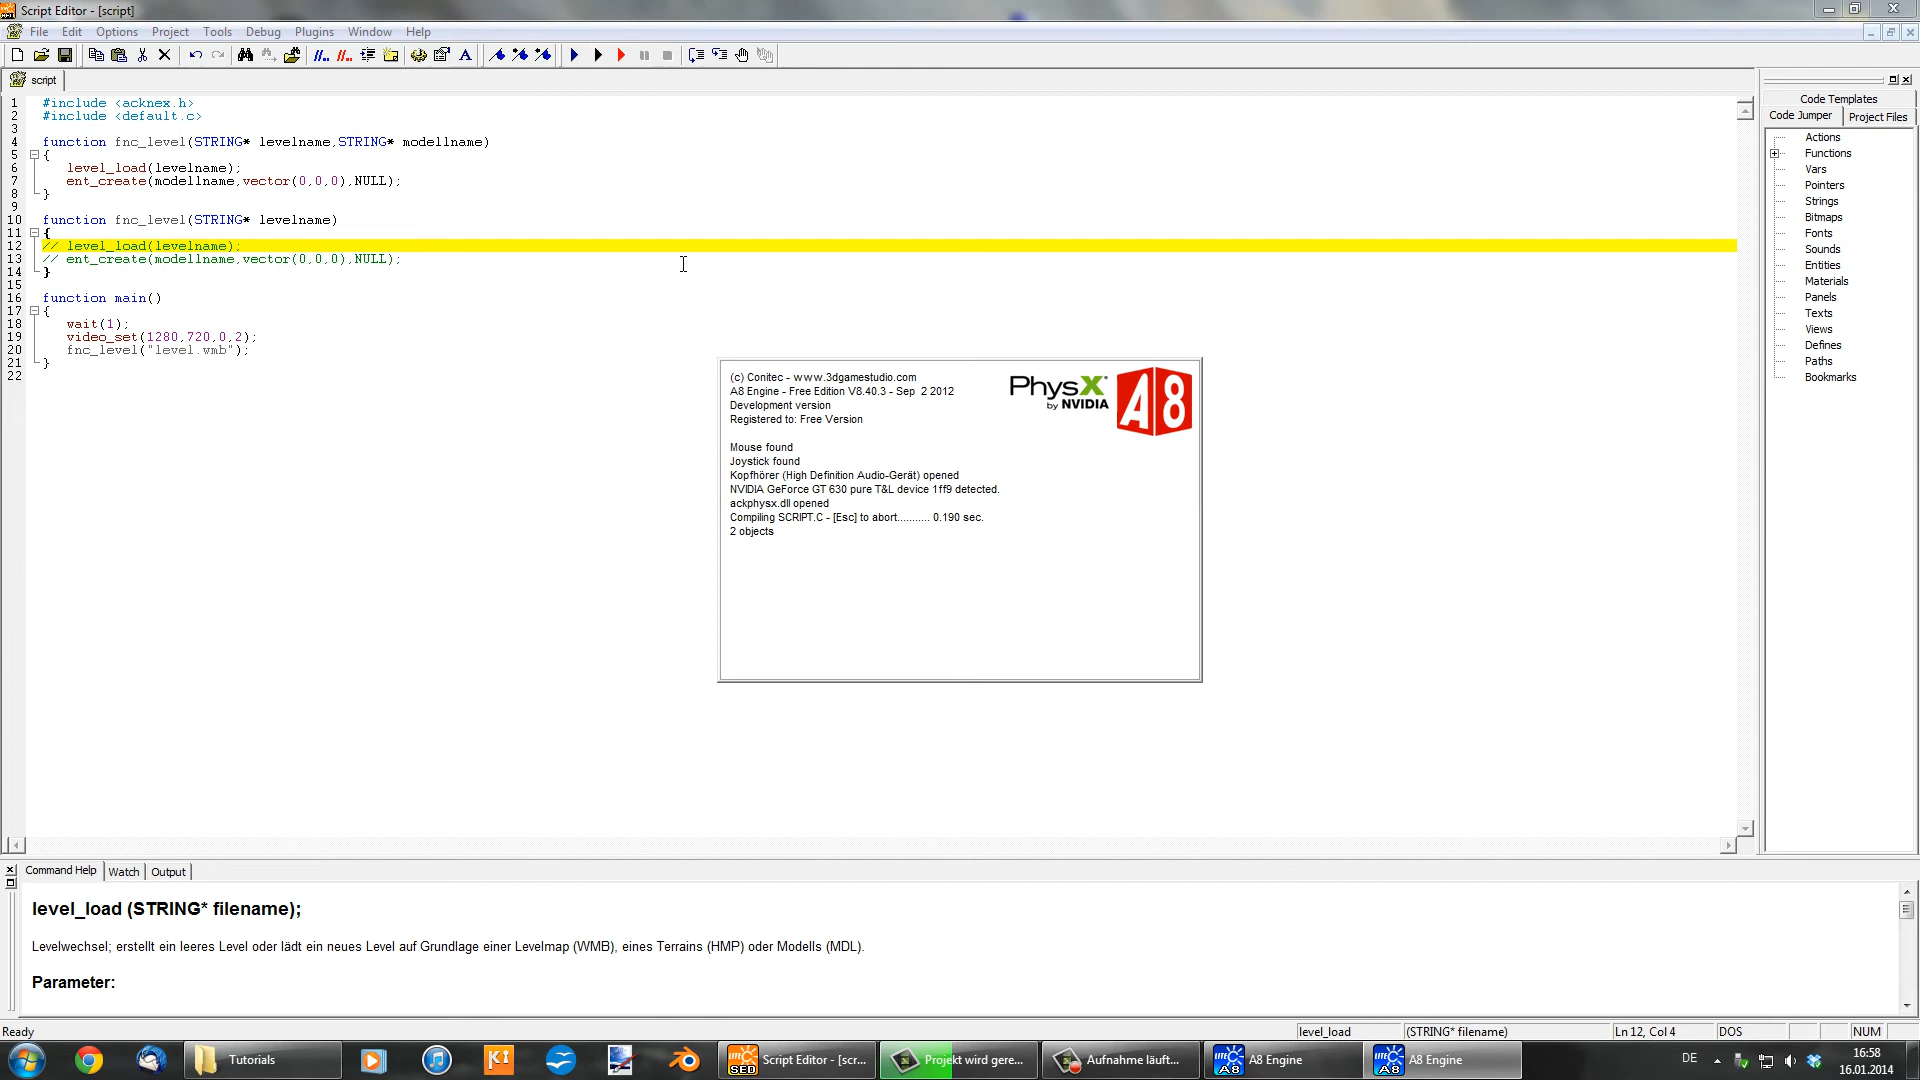 Script Editor - [script]
File Edit Options Project Tools Debug Plugins Window Help
script
1 #include <acknex.h>
2 #include <default.c>
3
4 function fnc_level(STRING* levelname,STRING* modellname)
5 {
6 level_load(levelname);
7 ent_create(modellname,vector(0,0,0),NULL);
8 }
9
10 function fnc_level(STRING* levelname)
11 {
12 // level_load(levelname);
13 // ent_create(modellname,vector(0,0,0),NULL);
14 }
15
16 function main()
17 {
18 wait(1);
19 video_set(1280,720,0,2);
20 fnc_level("level.wmb");
21 }
22
(c) Conitec - www.3dgamestudio.com
A8 Engine - Free Edition V8.40.3 - Sep 2 2012
Development version
Registered to: Free Version
Mouse found
Joystick found
Kopfhörer (High Definition Audio-Gerät) opened
NVIDIA GeForce GT 630 pure T&L device 1ff9 detected.
ackphysx.dll opened
Compiling SCRIPT.C - [Esc] to abort.......... 0.190 sec.
2 objects
PhysX
by NVIDIA
A8
Code Templates
Code Jumper Project Files
Actions
Functions
Vars
Pointers
Strings
Bitmaps
Fonts
Sounds
Entities
Materials
Panels
Texts
Views
Defines
Paths
Bookmarks
Command Help Watch Output
level_load (STRING* filename);
Levelwechsel; erstellt ein leeres Level oder lädt ein neues Level auf Grundlage einer Levelmap (WMB), eines Terrains (HMP) oder Modells (MDL).
Parameter:
Ready level_load (STRING* filename) Ln 12, Col 4 DOS NUM
Tutorials
Script Editor - [scr...
Projekt wird gere...
Aufnahme läuft...
A8 Engine
A8 Engine
DE
16:58
16.01.2014